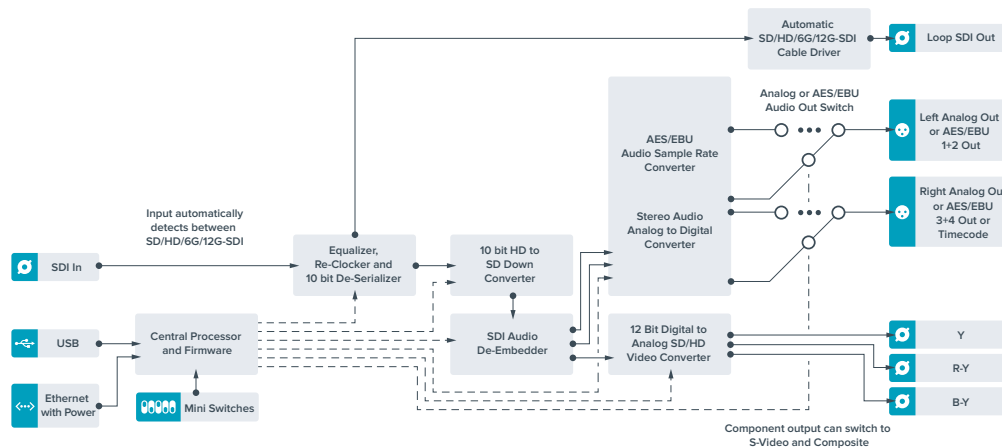 Automatic
SD/HD/6G/12G-SDI
Cable Driver
Loop SDI Out
Analog or AES/EBU
Audio Out Switch
AES/EBU
Audio Sample Rate
Converter
Left Analog Out
or AES/EBU
1+2 Out
Stereo Audio
Analog to Digital
Converter
Right Analog Out
or AES/EBU
3+4 Out or
Timecode
Input automatically
detects between
SD/HD/6G/12G-SDI
SDI In
Equalizer,
Re-Clocker and
10 bit De-Serializer
10 bit HD to
SD Down
Converter
USB
Central Processor
and Firmware
SDI Audio
De-Embedder
12 Bit Digital to
Analog SD/HD
Video Converter
Y
R-Y
B-Y
Ethernet
with Power
Mini Switches
Component output can switch to
S-Video and Composite